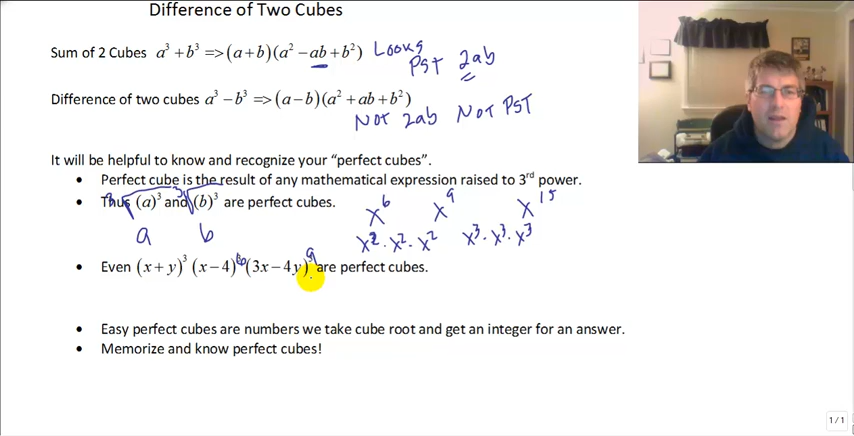 Difference of Two Cubes
Sum of 2 Cubes a³ + b³ => (a + b)(a² − ab + b²) Looks
PST 2ab
Difference of two cubes a³ − b³ => (a − b)(a² + ab + b²)
Not 2ab Not PST
It will be helpful to know and recognize your “perfect cubes”.
• Perfect cube is the result of any mathematical expression raised to 3rd power.
• Thus ∛(a)³ and ∛(b)³ are perfect cubes.
x⁶ x⁹ x¹⁵
a b x²·x²·x² x³·x³·x³
• Even (x + y)³ (x − 4)⁶ (3x − 4y)⁹ are perfect cubes.
• Easy perfect cubes are numbers we take cube root and get an integer for an answer.
• Memorize and know perfect cubes!
1 / 1